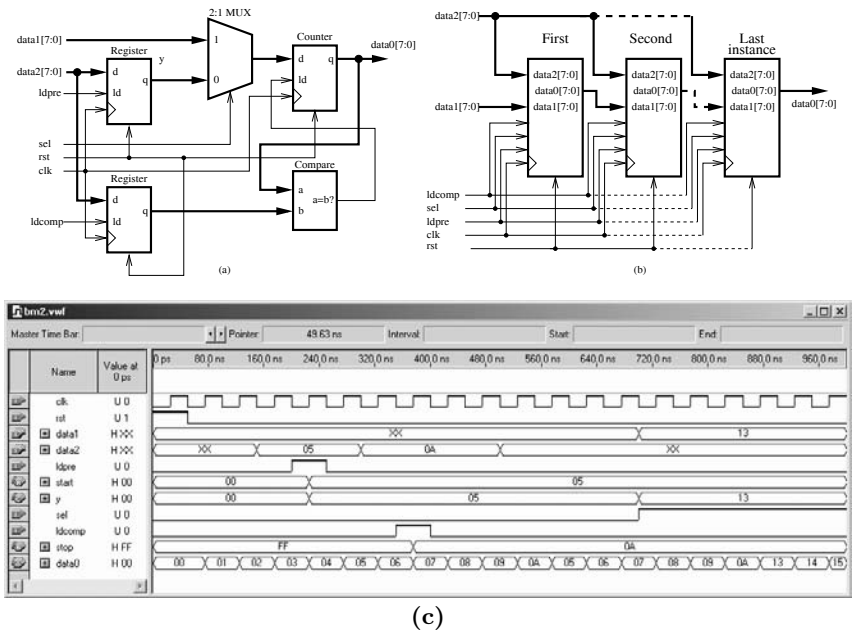 2:1 MUX
data1[7:0]
1
Counter
Register
y
d
q
data0[7:0]
data2[7:0]
d
q
0
ld
ldpre
ld
sel
rst
clk
Register
Compare
d
q
a
a=b?
b
ldcomp
ld
(a)
data2[7:0]
First
Second
Last
instance
data2[7:0]
data2[7:0]
data2[7:0]
data0[7:0]
data0[7:0]
data0[7:0]
data0[7:0]
data1[7:0]
data1[7:0]
data1[7:0]
data1[7:0]
ldcomp
sel
ldpre
clk
rst
(b)
bm2.vwf
Master Time Bar: Pointer: 49.63 ns Interval: Start: End:
Name Value at 0 ps
0 ps 80.0 ns 160.0 ns 240.0 ns 320.0 ns 400.0 ns 480.0 ns 560.0 ns 640.0 ns 720.0 ns 800.0 ns 880.0 ns 960.0 ns
clk U 0
rst U 1
data1 H XX XX 13
data2 H XX XX 05 0A XX
ldpre U 0
start H 00 00 05
y H 00 00 05 13
sel U 0
ldcomp U 0
stop H FF FF 0A
data0 H 00 00 01 02 03 04 05 06 07 08 09 0A 05 06 07 08 09 0A 13 14 15
(c)